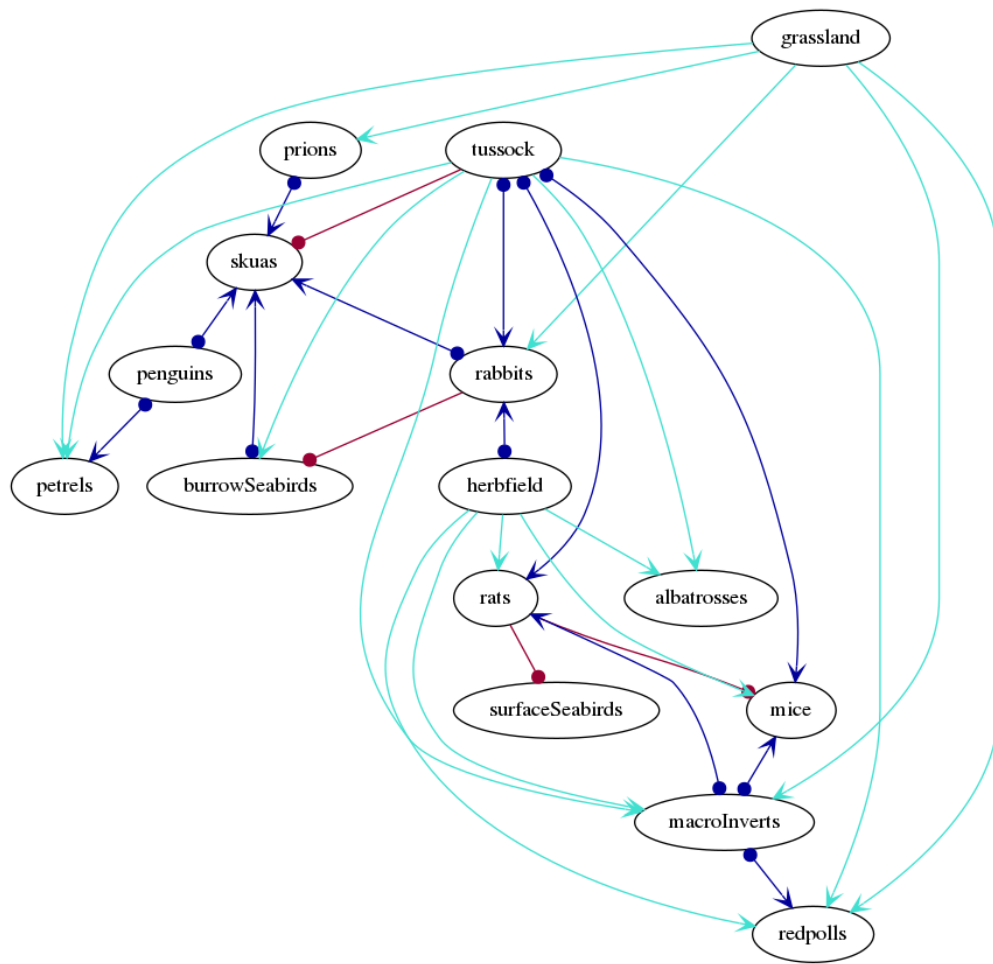 grassland
prions
tussock
skuas
penguins
rabbits
petrels
burrowSeabirds
herbfield
rats
albatrosses
surfaceSeabirds
mice
macroInverts
redpolls